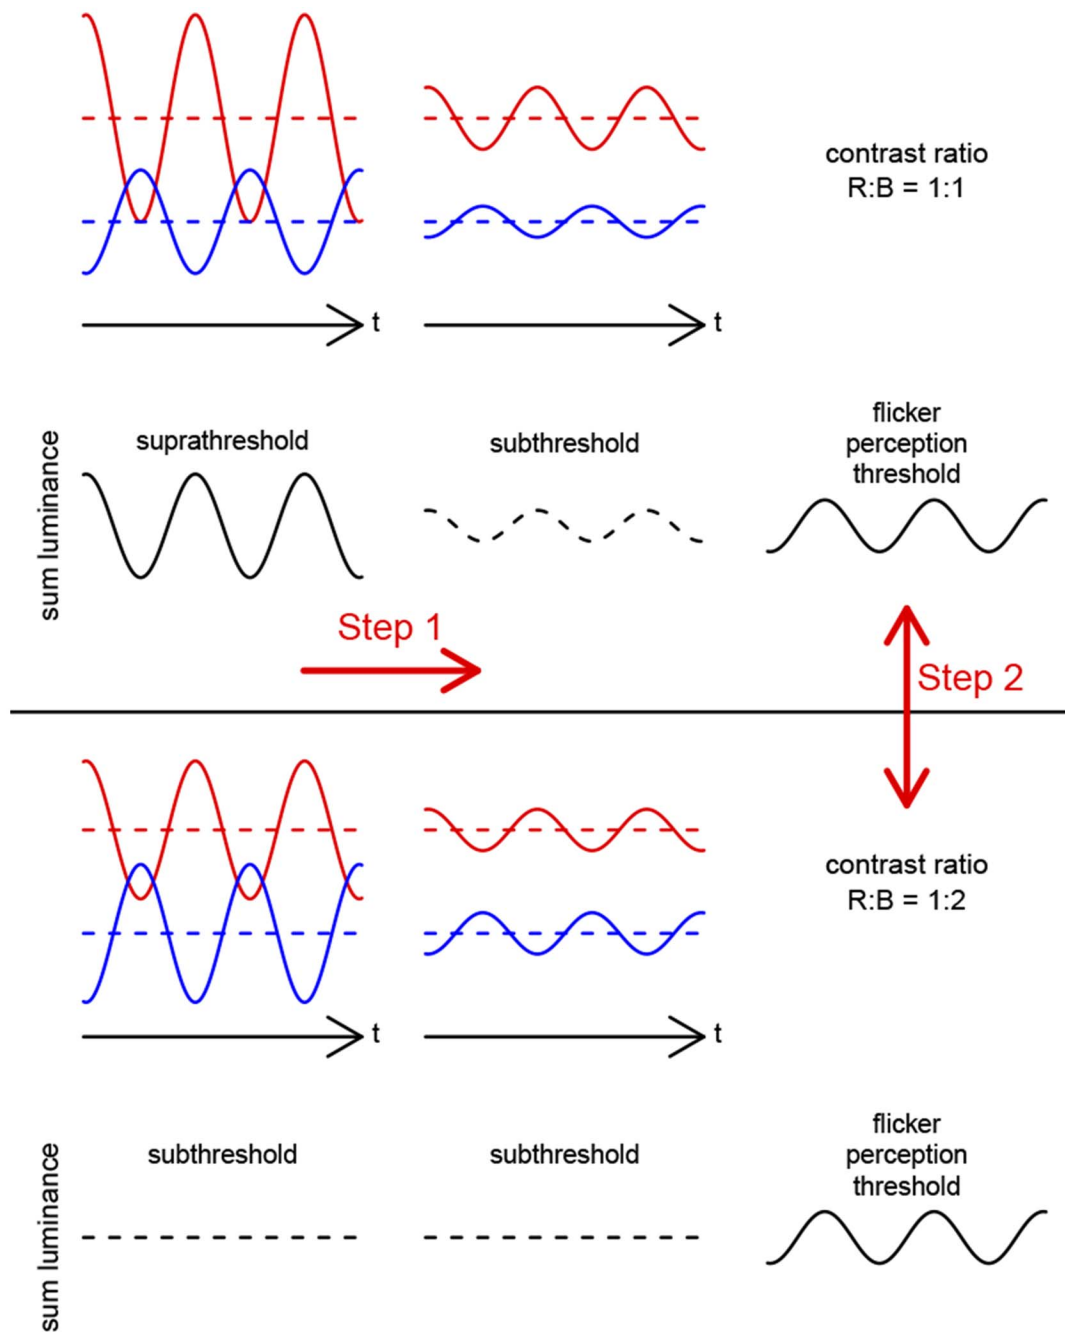 contrast ratio
R:B = 1:1
t
t
sum luminance
suprathreshold
subthreshold
flicker
perception
threshold
Step 1
Step 2
contrast ratio
R:B = 1:2
t
t
sum luminance
subthreshold
subthreshold
flicker
perception
threshold